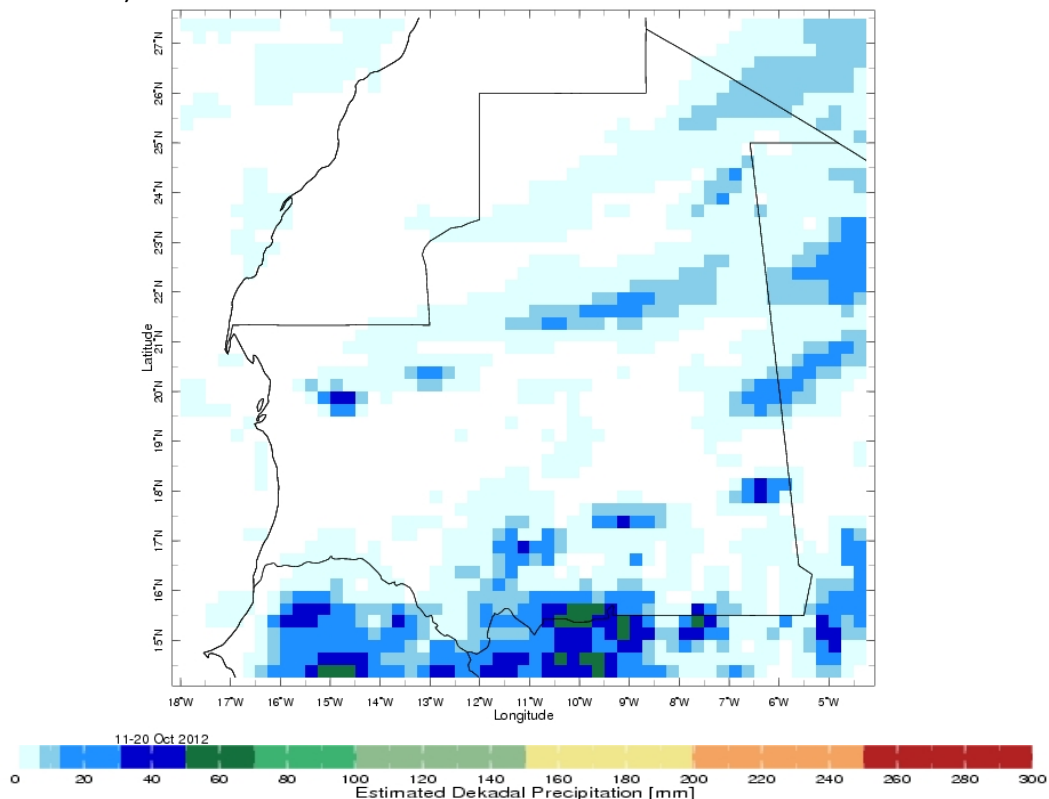 27°N
26°N
25°N
24°N
23°N
22°N
21°N
20°N
19°N
18°N
17°N
16°N
15°N
Latitude
18°W 17°W 16°W 15°W 14°W 13°W 12°W 11°W 10°W 9°W 8°W 7°W 6°W 5°W
Longitude
11-20 Oct 2012
0 20 40 60 80 100 120 140 160 180 200 220 240 260 280 300
Estimated Dekadal Precipitation [mm]